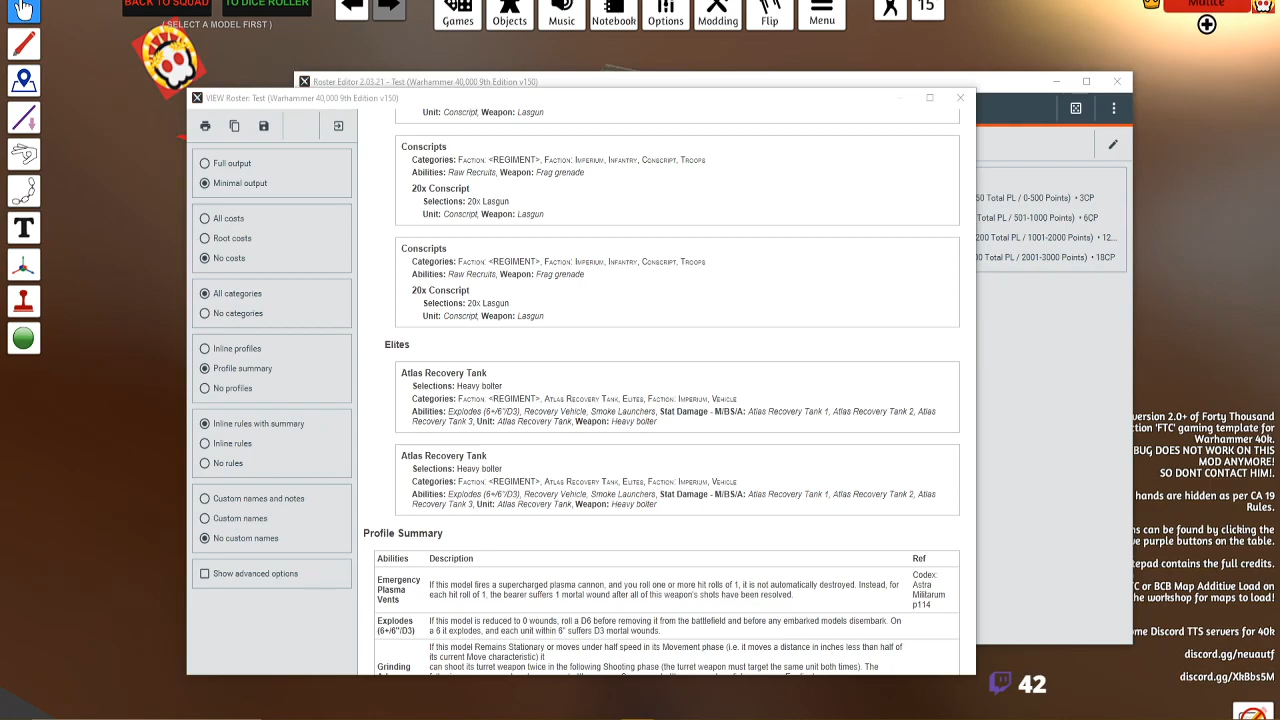 BACK TO SQUAD
TO DICE ROLLER
( SELECT A MODEL FIRST )
Games
Objects
Music
Notebook
Options
Modding
Flip
Menu
15
Malice
Roster Editor 2.03.21 - Test (Warhammer 40,000 9th Edition v150)
VIEW Roster: Test (Warhammer 40,000 9th Edition v150)
Full output
Minimal output
All costs
Root costs
No costs
All categories
No categories
Inline profiles
Profile summary
No profiles
Inline rules with summary
Inline rules
No rules
Custom names and notes
Custom names
No custom names
Show advanced options
Unit: Conscript, Weapon: Lasgun
Conscripts
Categories: Faction: <REGIMENT>, Faction: Imperium, Infantry, Conscript, Troops
Abilities: Raw Recruits, Weapon: Frag grenade
20x Conscript
Selections: 20x Lasgun
Unit: Conscript, Weapon: Lasgun
Conscripts
Categories: Faction: <REGIMENT>, Faction: Imperium, Infantry, Conscript, Troops
Abilities: Raw Recruits, Weapon: Frag grenade
20x Conscript
Selections: 20x Lasgun
Unit: Conscript, Weapon: Lasgun
Elites
Atlas Recovery Tank
Selections: Heavy bolter
Categories: Faction: <REGIMENT>, Atlas Recovery Tank, Elites, Faction: Imperium, Vehicle
Abilities: Explodes (6+/6"/D3), Recovery Vehicle, Smoke Launchers, Stat Damage - M/BS/A: Atlas Recovery Tank 1, Atlas Recovery Tank 2, Atlas
Recovery Tank 3, Unit: Atlas Recovery Tank, Weapon: Heavy bolter
Atlas Recovery Tank
Selections: Heavy bolter
Categories: Faction: <REGIMENT>, Atlas Recovery Tank, Elites, Faction: Imperium, Vehicle
Abilities: Explodes (6+/6"/D3), Recovery Vehicle, Smoke Launchers, Stat Damage - M/BS/A: Atlas Recovery Tank 1, Atlas Recovery Tank 2, Atlas
Recovery Tank 3, Unit: Atlas Recovery Tank, Weapon: Heavy bolter
Profile Summary
Abilities Description Ref
Emergency Plasma Vents
If this model fires a supercharged plasma cannon, and you roll one or more hit rolls of 1, it is not automatically destroyed. Instead, for
each hit roll of 1, the bearer suffers 1 mortal wound after all of this weapon's shots have been resolved.
Codex: Astra Militarum p114
Explodes (6+/6"/D3)
If this model is reduced to 0 wounds, roll a D6 before removing it from the battlefield and before any embarked models disembark. On
a 6 it explodes, and each unit within 6" suffers D3 mortal wounds.
Grinding
If this model Remains Stationary or moves under half speed in its Movement phase (i.e. it moves a distance in inches less than half of
its current Move characteristic) it
can shoot its turret weapon twice in the following Shooting phase (the turret weapon must target the same unit both times). The
50 Total PL / 0-500 Points) • 3CP
Total PL / 501-1000 Points) • 6CP
200 Total PL / 1001-2000 Points) • 12...
00 Total PL / 2001-3000 Points) • 18CP
version 2.0+ of Forty Thousand
ction 'FTC' gaming template for
Warhammer 40k.
BUG DOES NOT WORK ON THIS
MOD ANYMORE!
SO DONT CONTACT HIM!.
hands are hidden as per CA 19
Rules.
ns can be found by clicking the
ve purple buttons on the table.
tepad contains the full credits.
TC or BCB Map Additive Load on
the workshop for maps to load!
ome Discord TTS servers for 40k
discord.gg/neuautf
discord.gg/XkBbs5M
42